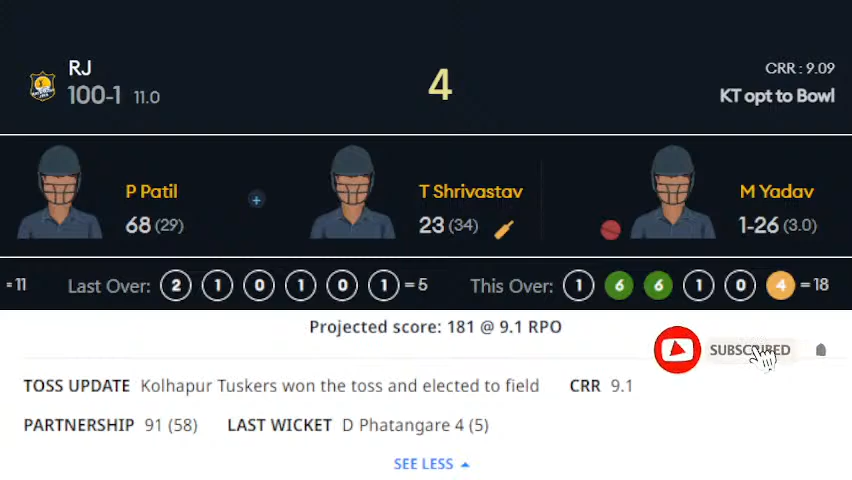 RJ
100-1 11.0
4
CRR : 9.09
KT opt to Bowl
P Patil
68 (29)
+
T Shrivastav
23 (34)
M Yadav
1-26 (3.0)
= 11 Last Over: 2 1 0 1 0 1 = 5 This Over: 1 6 6 1 0 4 = 18
Projected score: 181 @ 9.1 RPO
SUBSCRIBED
TOSS UPDATE Kolhapur Tuskers won the toss and elected to field CRR 9.1
PARTNERSHIP 91 (58) LAST WICKET D Phatangare 4 (5)
SEE LESS